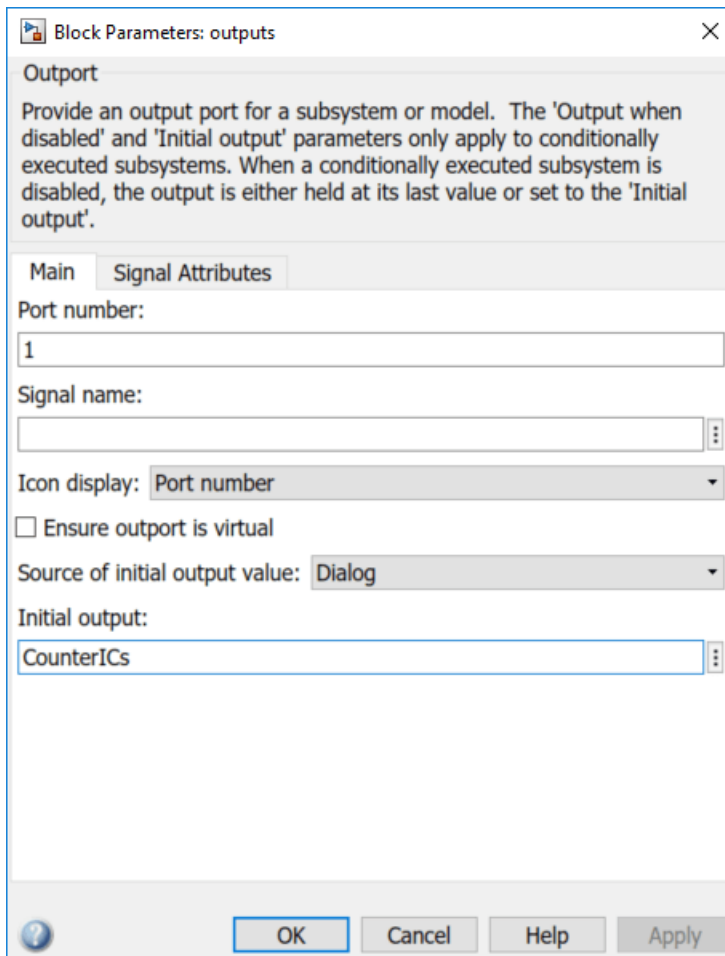 Block Parameters: outputs
Outport
Provide an output port for a subsystem or model.  The 'Output when
disabled' and 'Initial output' parameters only apply to conditionally
executed subsystems. When a conditionally executed subsystem is
disabled, the output is either held at its last value or set to the 'Initial
output'.
Main Signal Attributes
Port number:
1
Signal name:
Icon display: Port number
Ensure outport is virtual
Source of initial output value: Dialog
Initial output:
CounterICs
? OK Cancel Help Apply